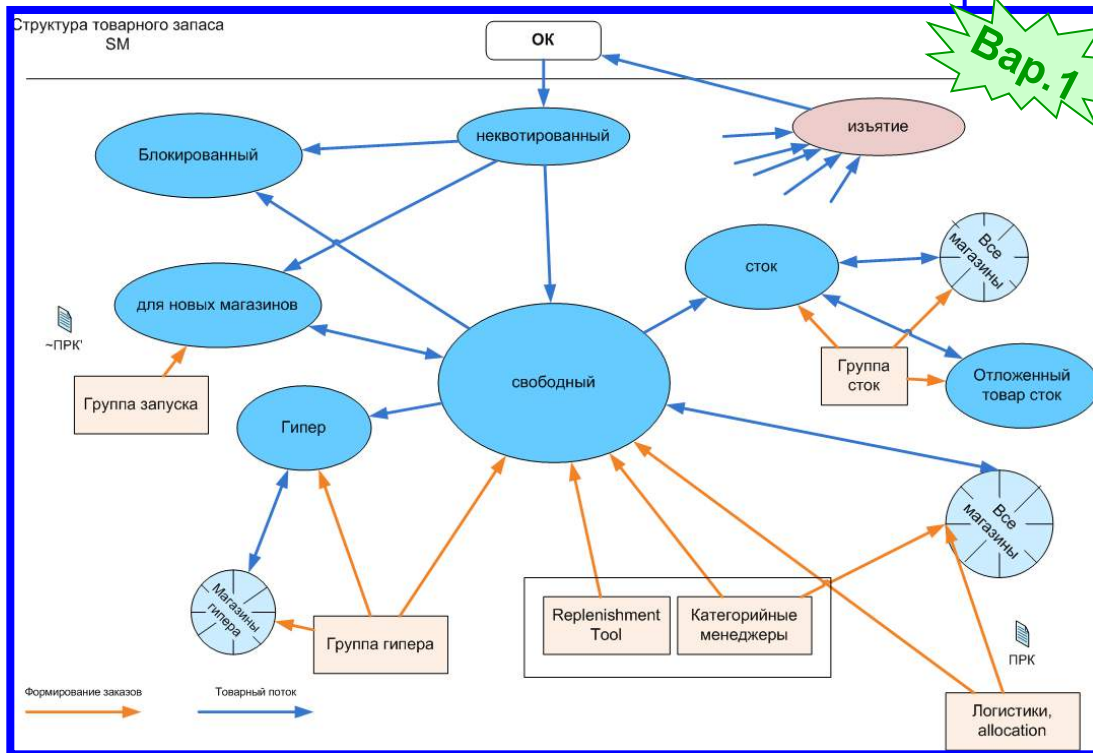 Структура товарного запаса
SM
ОК
Вар.1
неквотированный
изъятие
Блокированный
сток
Все
магазины
для новых магазинов
~ПРК'
Группа запуска
свободный
Группа
сток
Отложенный
товар сток
Гипер
Все
магазины
Магазины
гипера
Группа гипера
Replenishment
Tool
Категорийные
менеджеры
ПРК
Формирование заказов
Товарный поток
Логистики,
allocation